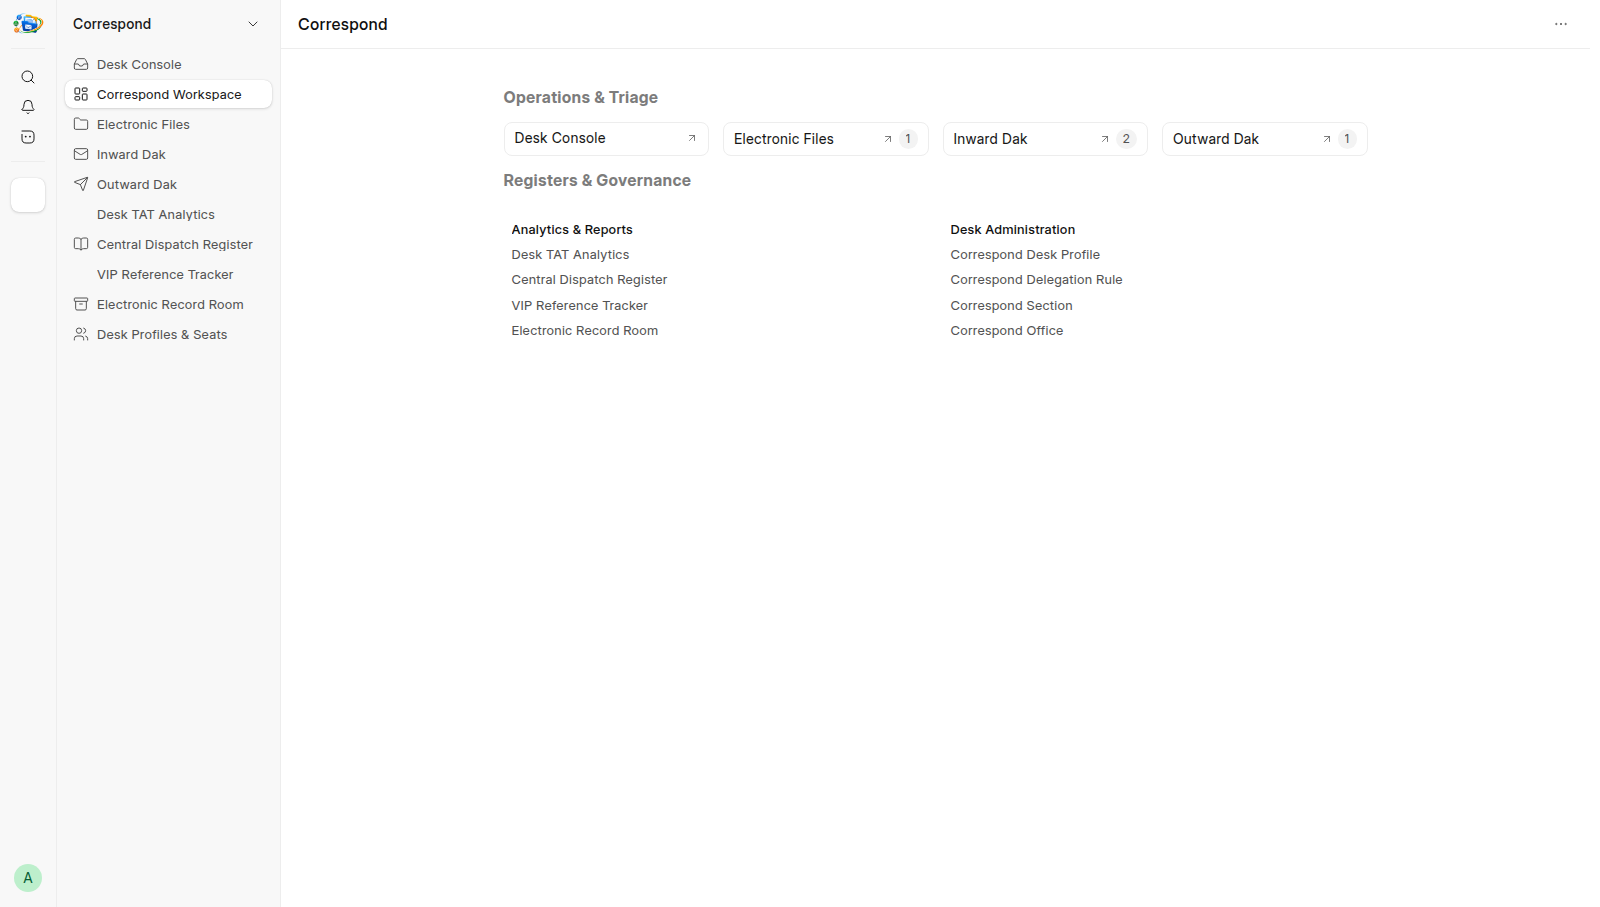 Correspond
Desk Console
Correspond Workspace
Electronic Files
Inward Dak
Outward Dak
Desk TAT Analytics
Central Dispatch Register
VIP Reference Tracker
Electronic Record Room
Desk Profiles & Seats
A
Correspond
Operations & Triage
Desk Console
Electronic Files 1
Inward Dak 2
Outward Dak 1
Registers & Governance
Analytics & Reports
Desk TAT Analytics
Central Dispatch Register
VIP Reference Tracker
Electronic Record Room
Desk Administration
Correspond Desk Profile
Correspond Delegation Rule
Correspond Section
Correspond Office